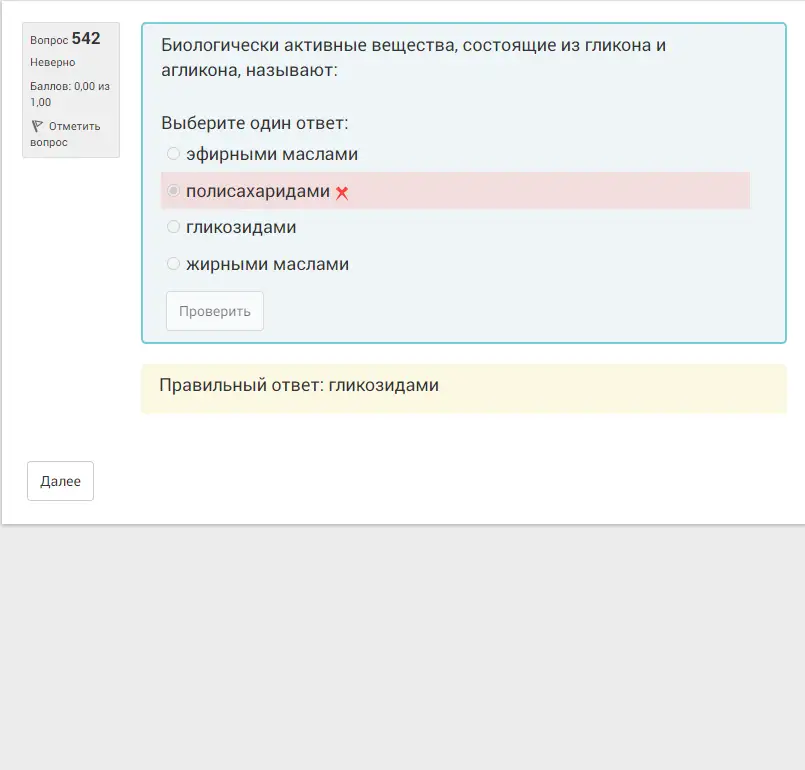 Вопрос 542
Неверно
Баллов: 0,00 из
1,00
Отметить
вопрос
Биологически активные вещества, состоящие из гликона и
агликона, называют:
Выберите один ответ:
эфирными маслами
полисахаридами
гликозидами
жирными маслами
Проверить
Правильный ответ: гликозидами
Далее